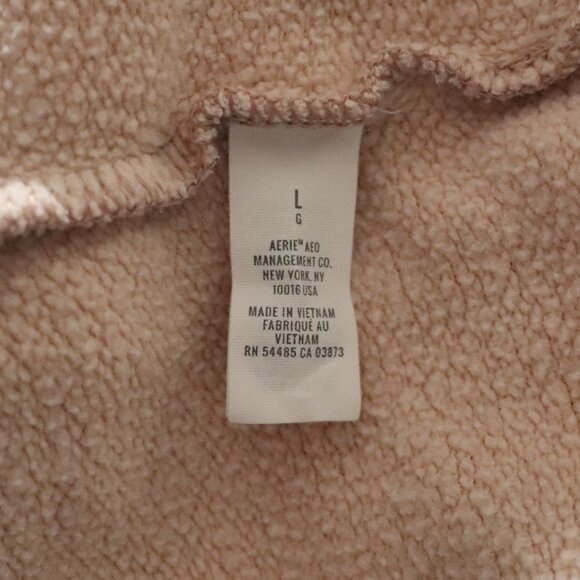 L
G
AERIE™ AEO
MANAGEMENT CO.
NEW YORK, NY
10016 USA
MADE IN VIETNAM
FABRIQUÉ AU
VIETNAM
RN 54485 CA 03873